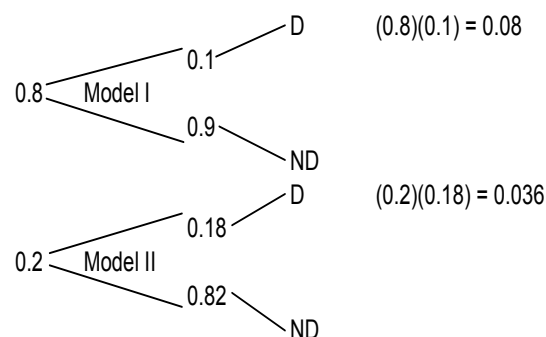 D (0.8)(0.1) = 0.08
0.1
0.8 Model I
0.9
ND
D (0.2)(0.18) = 0.036
0.18
0.2 Model II
0.82
ND